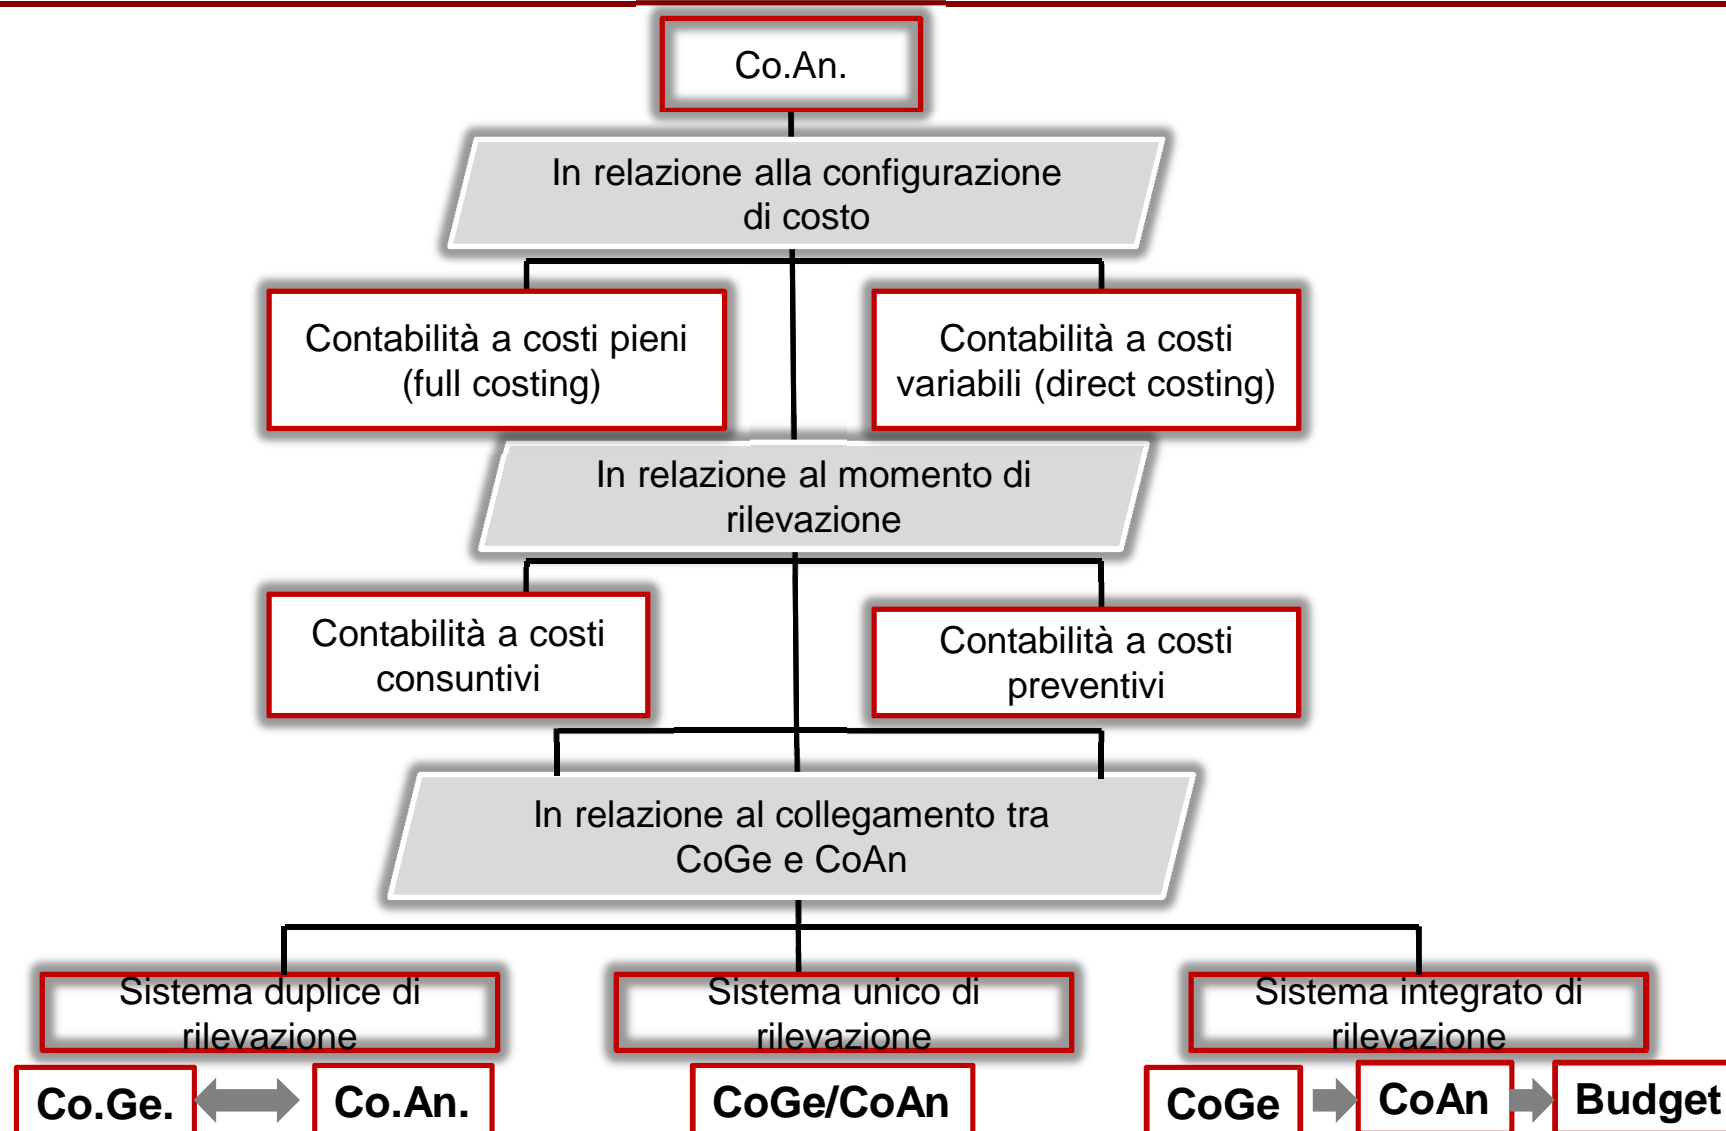 Co.An.
In relazione alla configurazione
di costo
Contabilità a costi pieni
(full costing)
Contabilità a costi
variabili (direct costing)
In relazione al momento di
rilevazione
Contabilità a costi
consuntivi
Contabilità a costi
preventivi
In relazione al collegamento tra
CoGe e CoAn
Sistema duplice di
rilevazione
Sistema unico di
rilevazione
Sistema integrato di
rilevazione
Co.Ge.
Co.An.
CoGe/CoAn
CoGe
CoAn
Budget